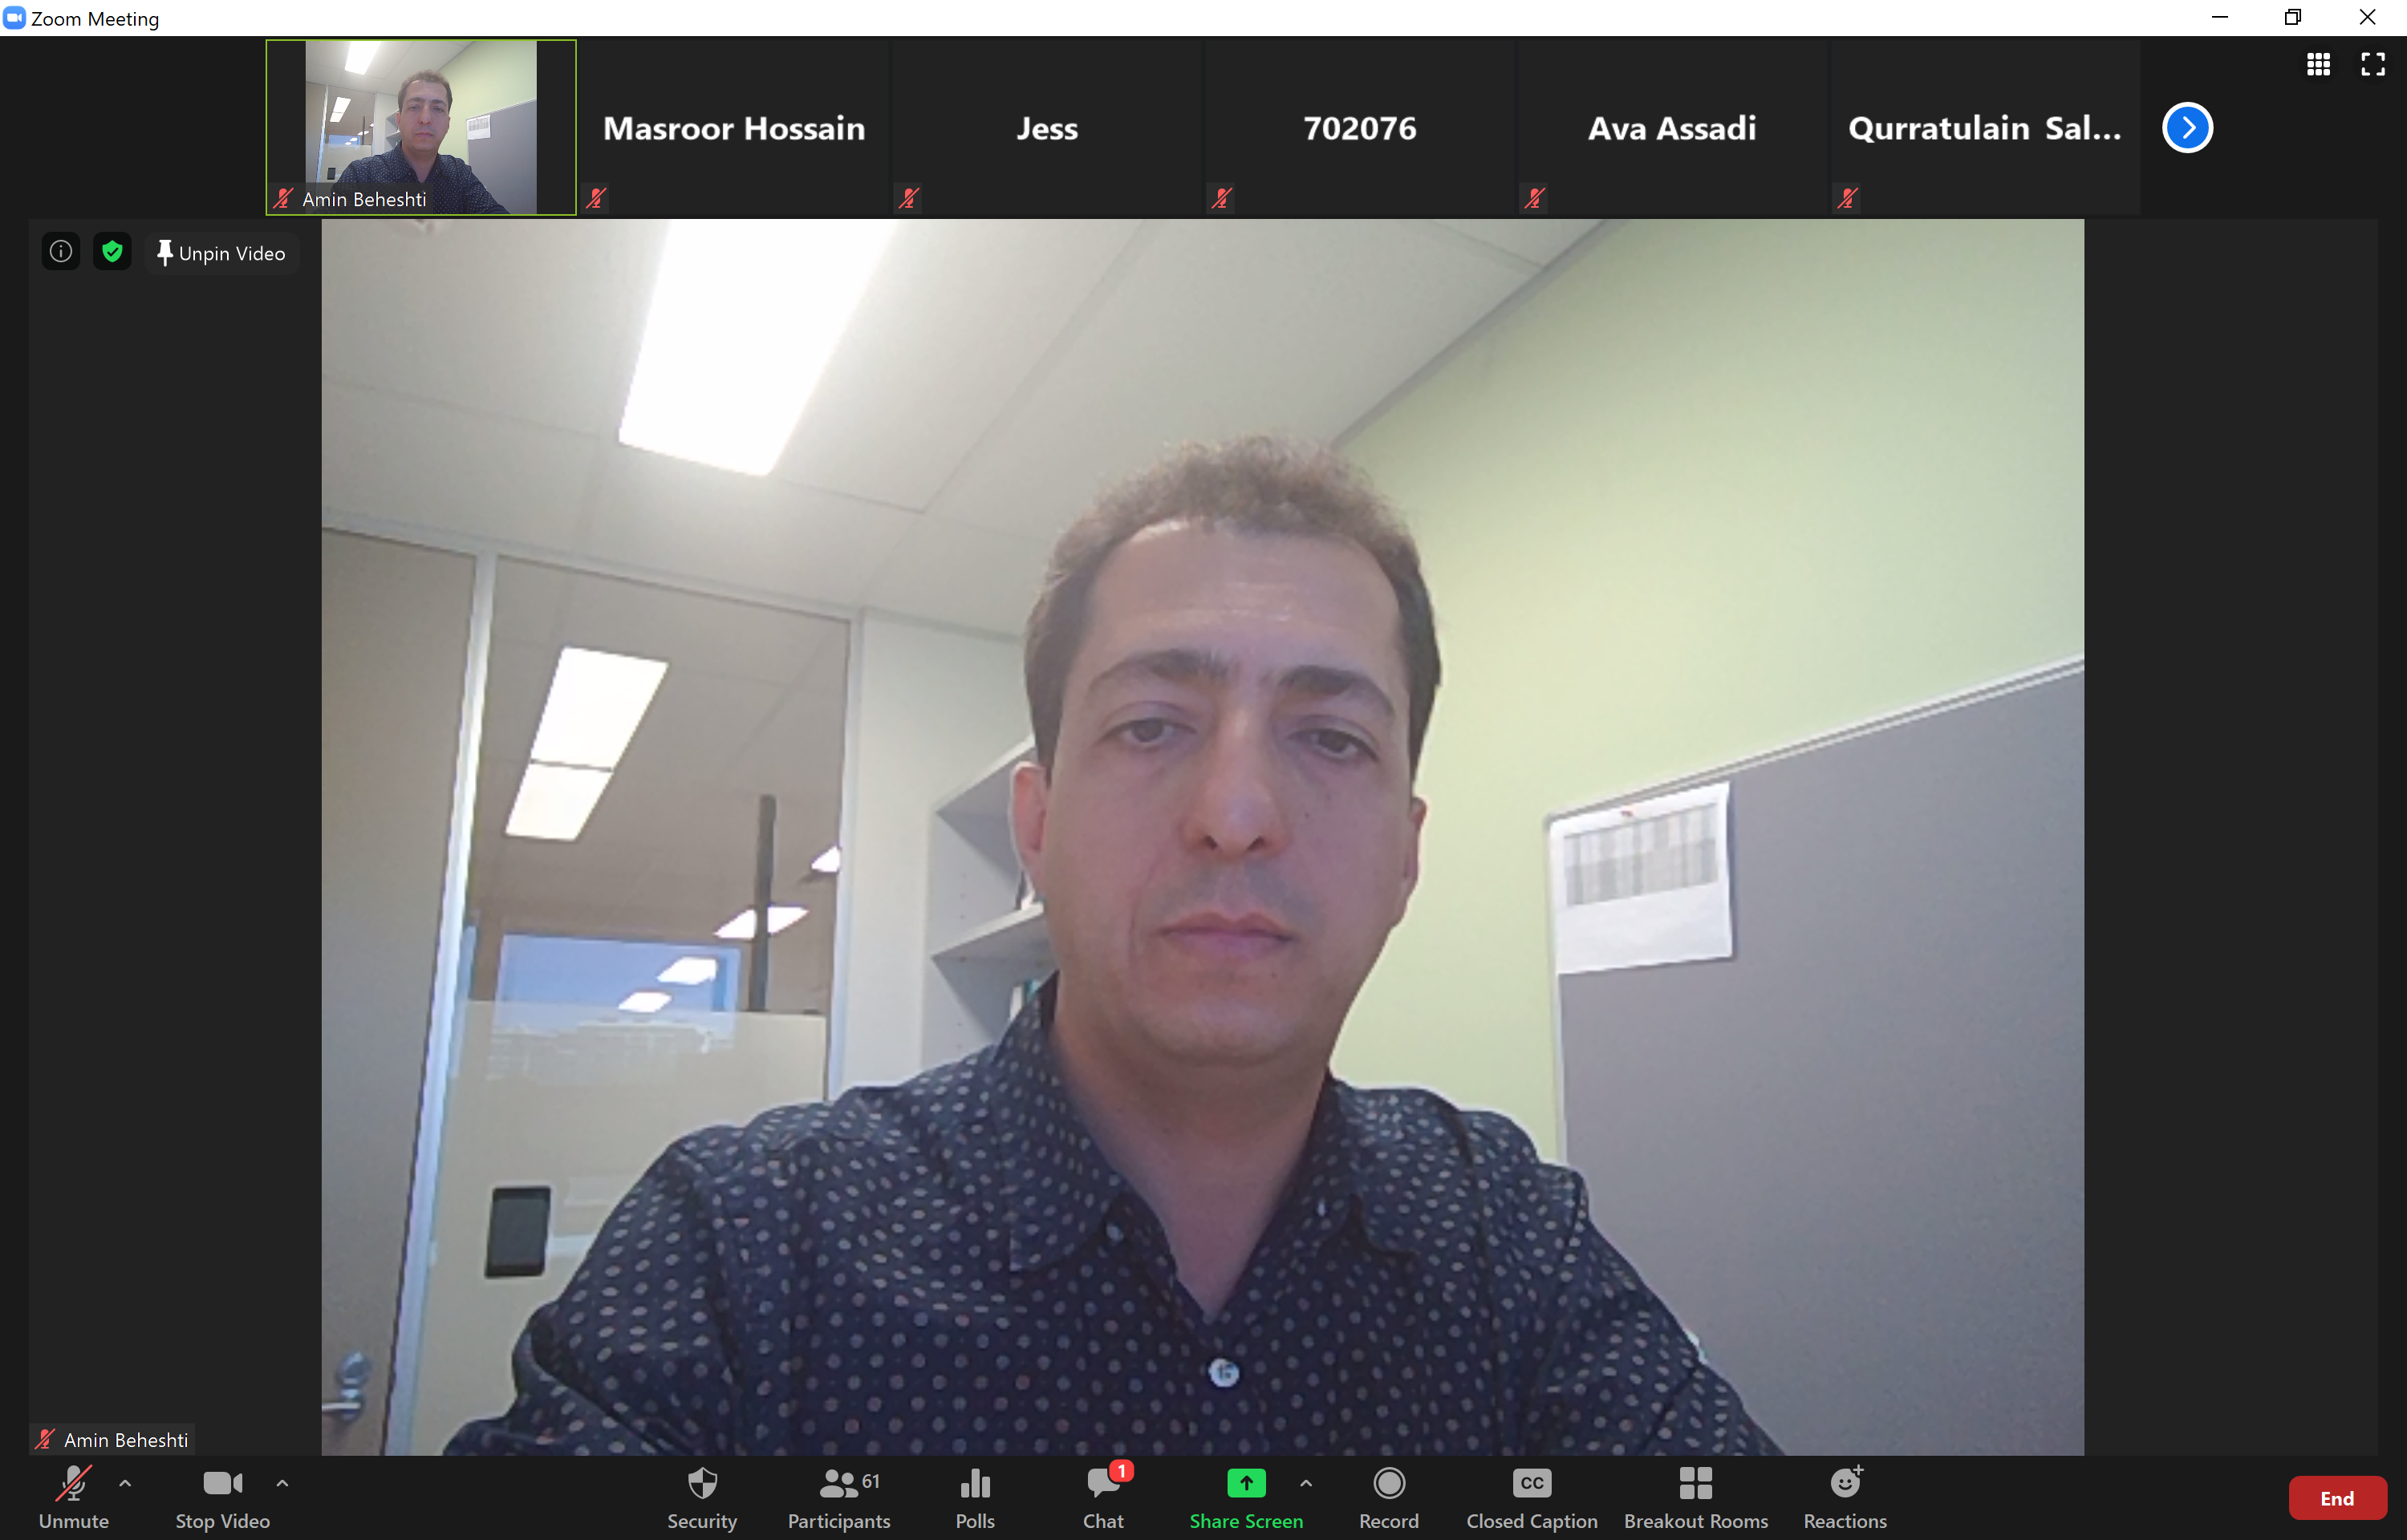 Zoom Meeting
Amin Beheshti
Masroor Hossain
Jess
702076
Ava Assadi
Qurratulain Sal...
Unpin Video
Amin Beheshti
Unmute
Stop Video
Security
61
Participants
Polls
1
Chat
Share Screen
Record
CC
Closed Caption
Breakout Rooms
Reactions
End